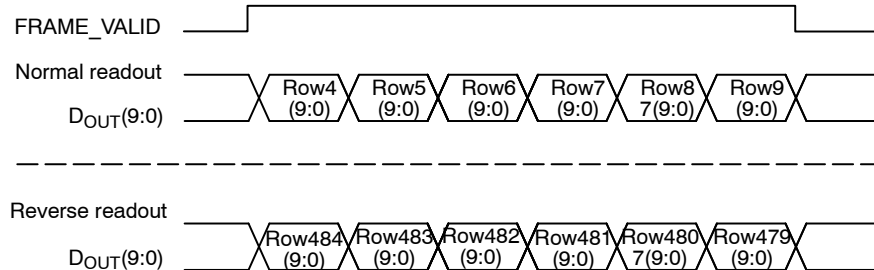 FRAME_VALID
Normal readout
Row4 Row5 Row6 Row7 Row8 Row9
DOUT(9:0) (9:0) (9:0) (9:0) (9:0) 7(9:0) (9:0)
Reverse readout
Row484 Row483 Row482 Row481 Row480 Row479
DOUT(9:0) (9:0) (9:0) (9:0) (9:0) 7(9:0) (9:0)